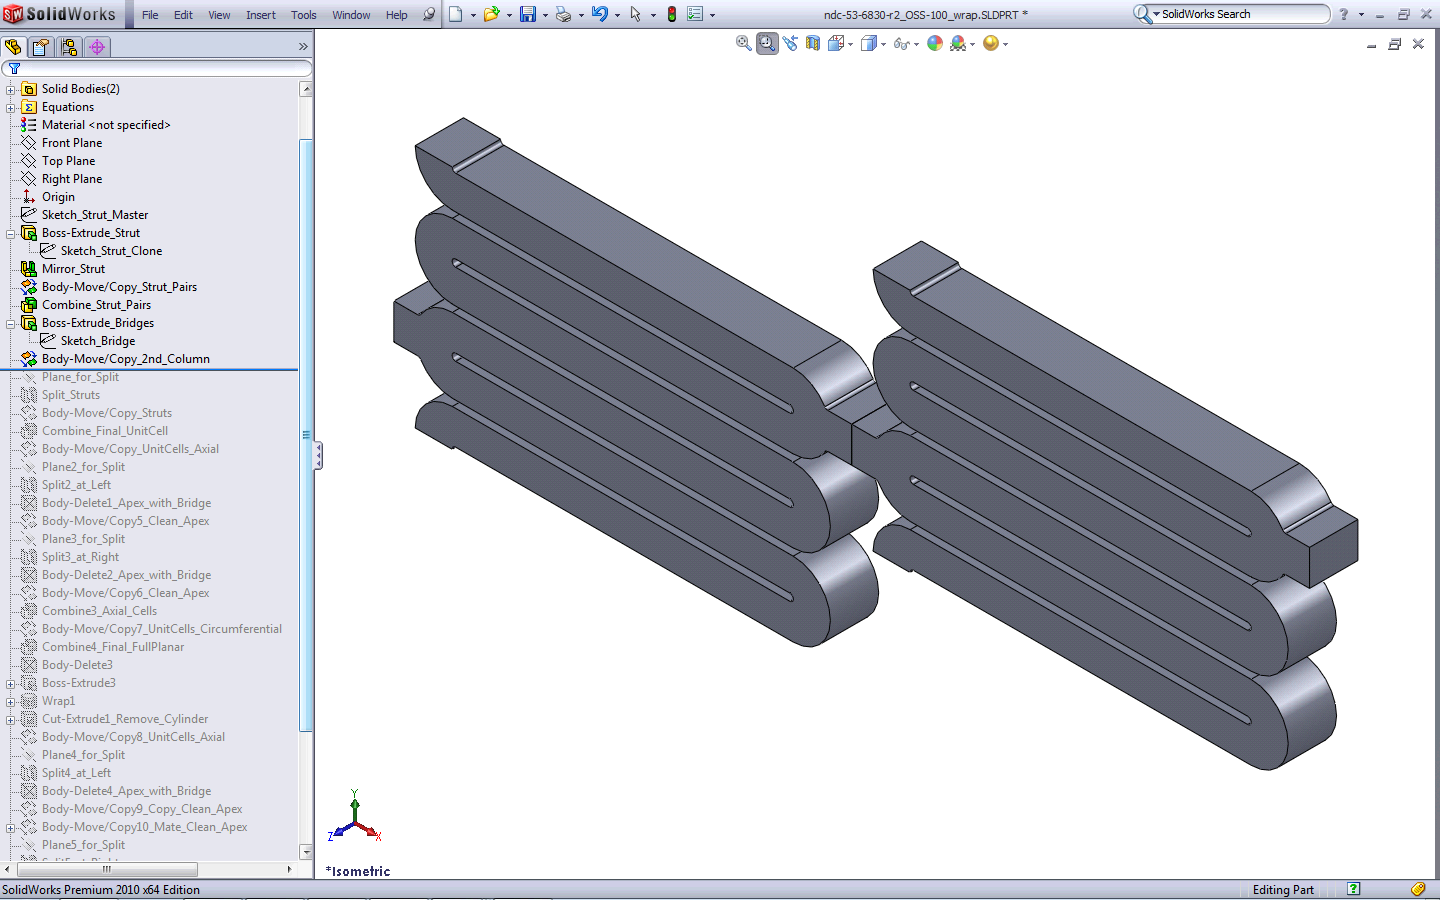 SolidWorks File Edit View Insert Tools Window Help ndc-53-6830-r2_OSS-100_wrap.SLDPRT * SolidWorks Search
Solid Bodies(2)
Equations
Material <not specified>
Front Plane
Top Plane
Right Plane
Origin
Sketch_Strut_Master
Boss-Extrude_Strut
Sketch_Strut_Clone
Mirror_Strut
Body-Move/Copy_Strut_Pairs
Combine_Strut_Pairs
Boss-Extrude_Bridges
Sketch_Bridge
Body-Move/Copy_2nd_Column
Plane_for_Split
Split_Struts
Body-Move/Copy_Struts
Combine_Final_UnitCell
Body-Move/Copy_UnitCells_Axial
Plane2_for_Split
Split2_at_Left
Body-Delete1_Apex_with_Bridge
Body-Move/Copy5_Clean_Apex
Plane3_for_Split
Split3_at_Right
Body-Delete2_Apex_with_Bridge
Body-Move/Copy6_Clean_Apex
Combine3_Axial_Cells
Body-Move/Copy7_UnitCells_Circumferential
Combine4_Final_FullPlanar
Body-Delete3
Boss-Extrude3
Wrap1
Cut-Extrude1_Remove_Cylinder
Body-Move/Copy8_UnitCells_Axial
Plane4_for_Split
Split4_at_Left
Body-Delete4_Apex_with_Bridge
Body-Move/Copy9_Copy_Clean_Apex
Body-Move/Copy10_Mate_Clean_Apex
Plane5_for_Split
Y
Z X
*Isometric
SolidWorks Premium 2010 x64 Edition Editing Part